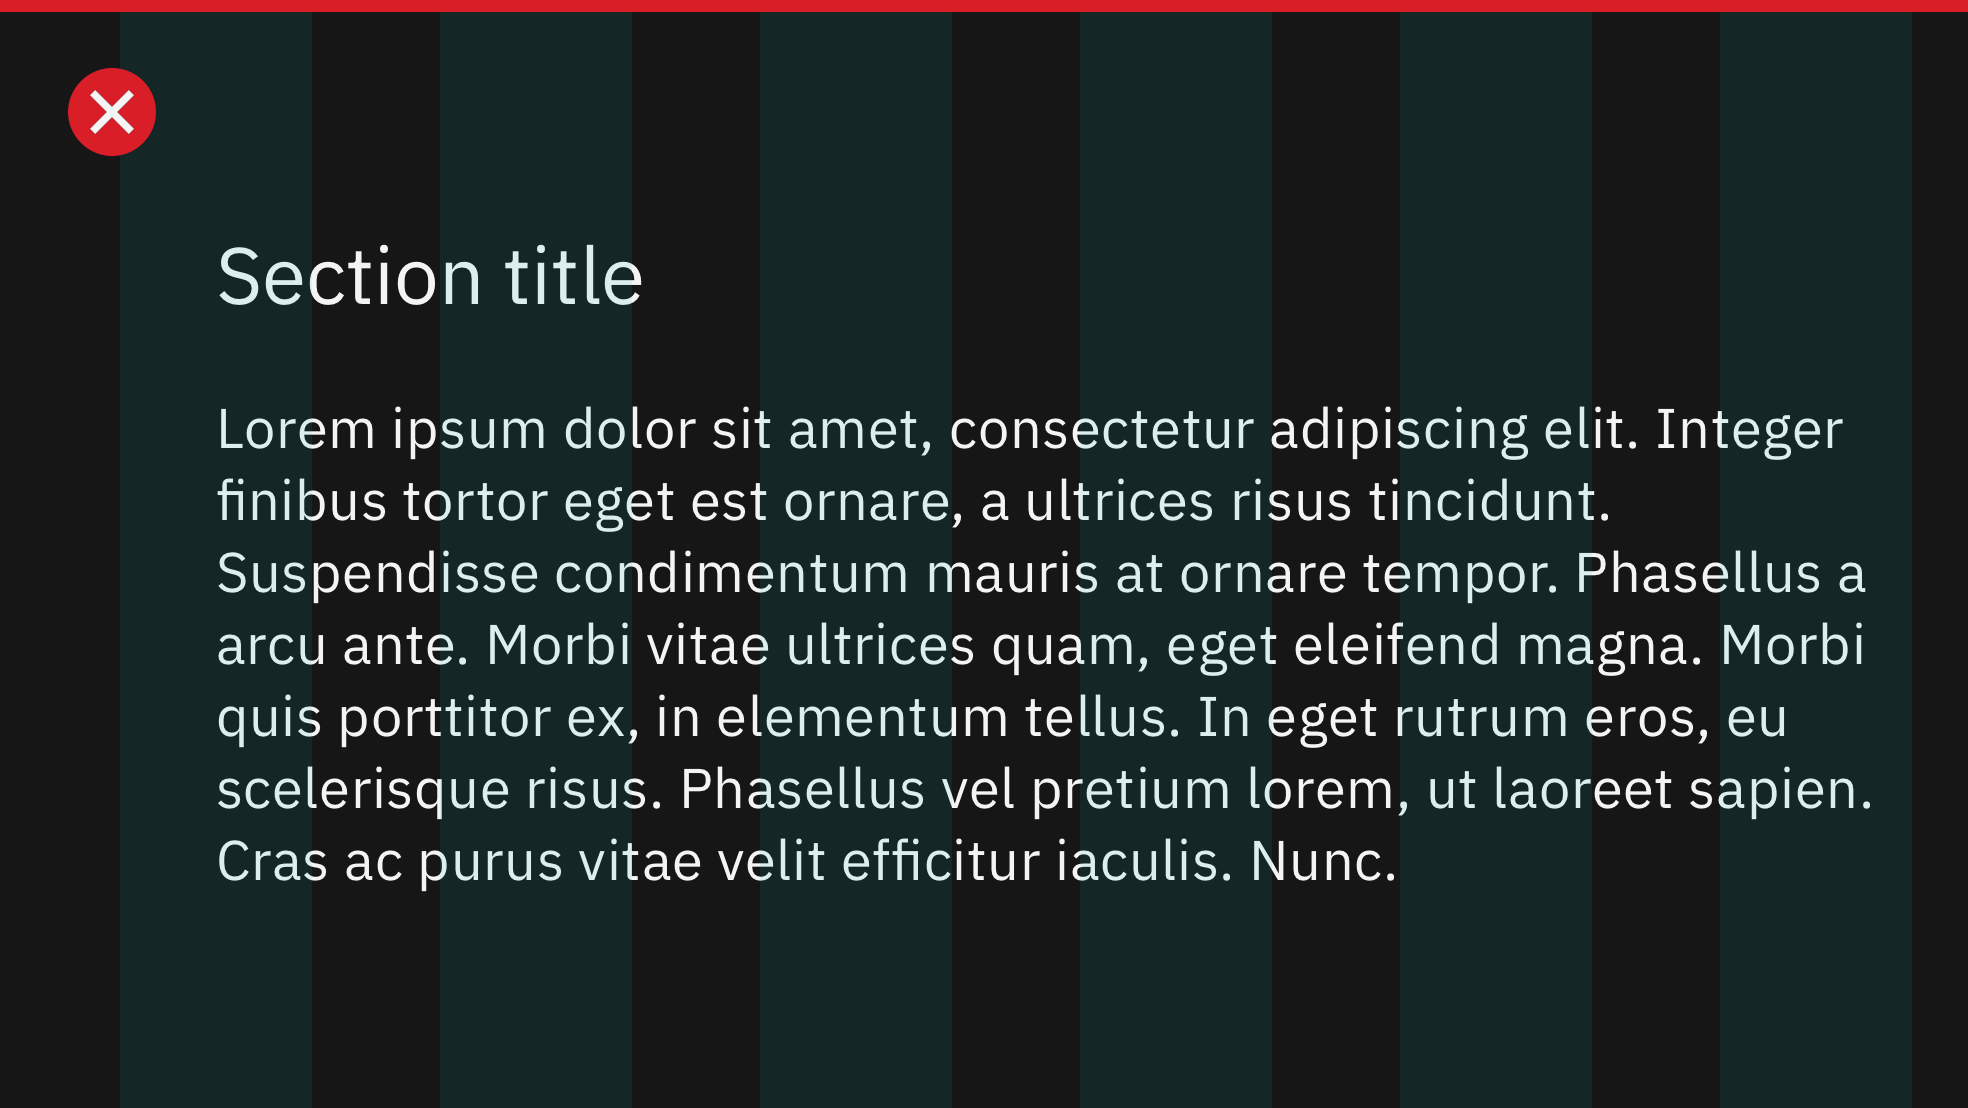 Section title
Lorem ipsum dolor sit amet, consectetur adipiscing elit. Integer
finibus tortor eget est ornare, a ultrices risus tincidunt.
Suspendisse condimentum mauris at ornare tempor. Phasellus a
arcu ante. Morbi vitae ultrices quam, eget eleifend magna. Morbi
quis porttitor ex, in elementum tellus. In eget rutrum eros, eu
scelerisque risus. Phasellus vel pretium lorem, ut laoreet sapien.
Cras ac purus vitae velit efficitur iaculis. Nunc.